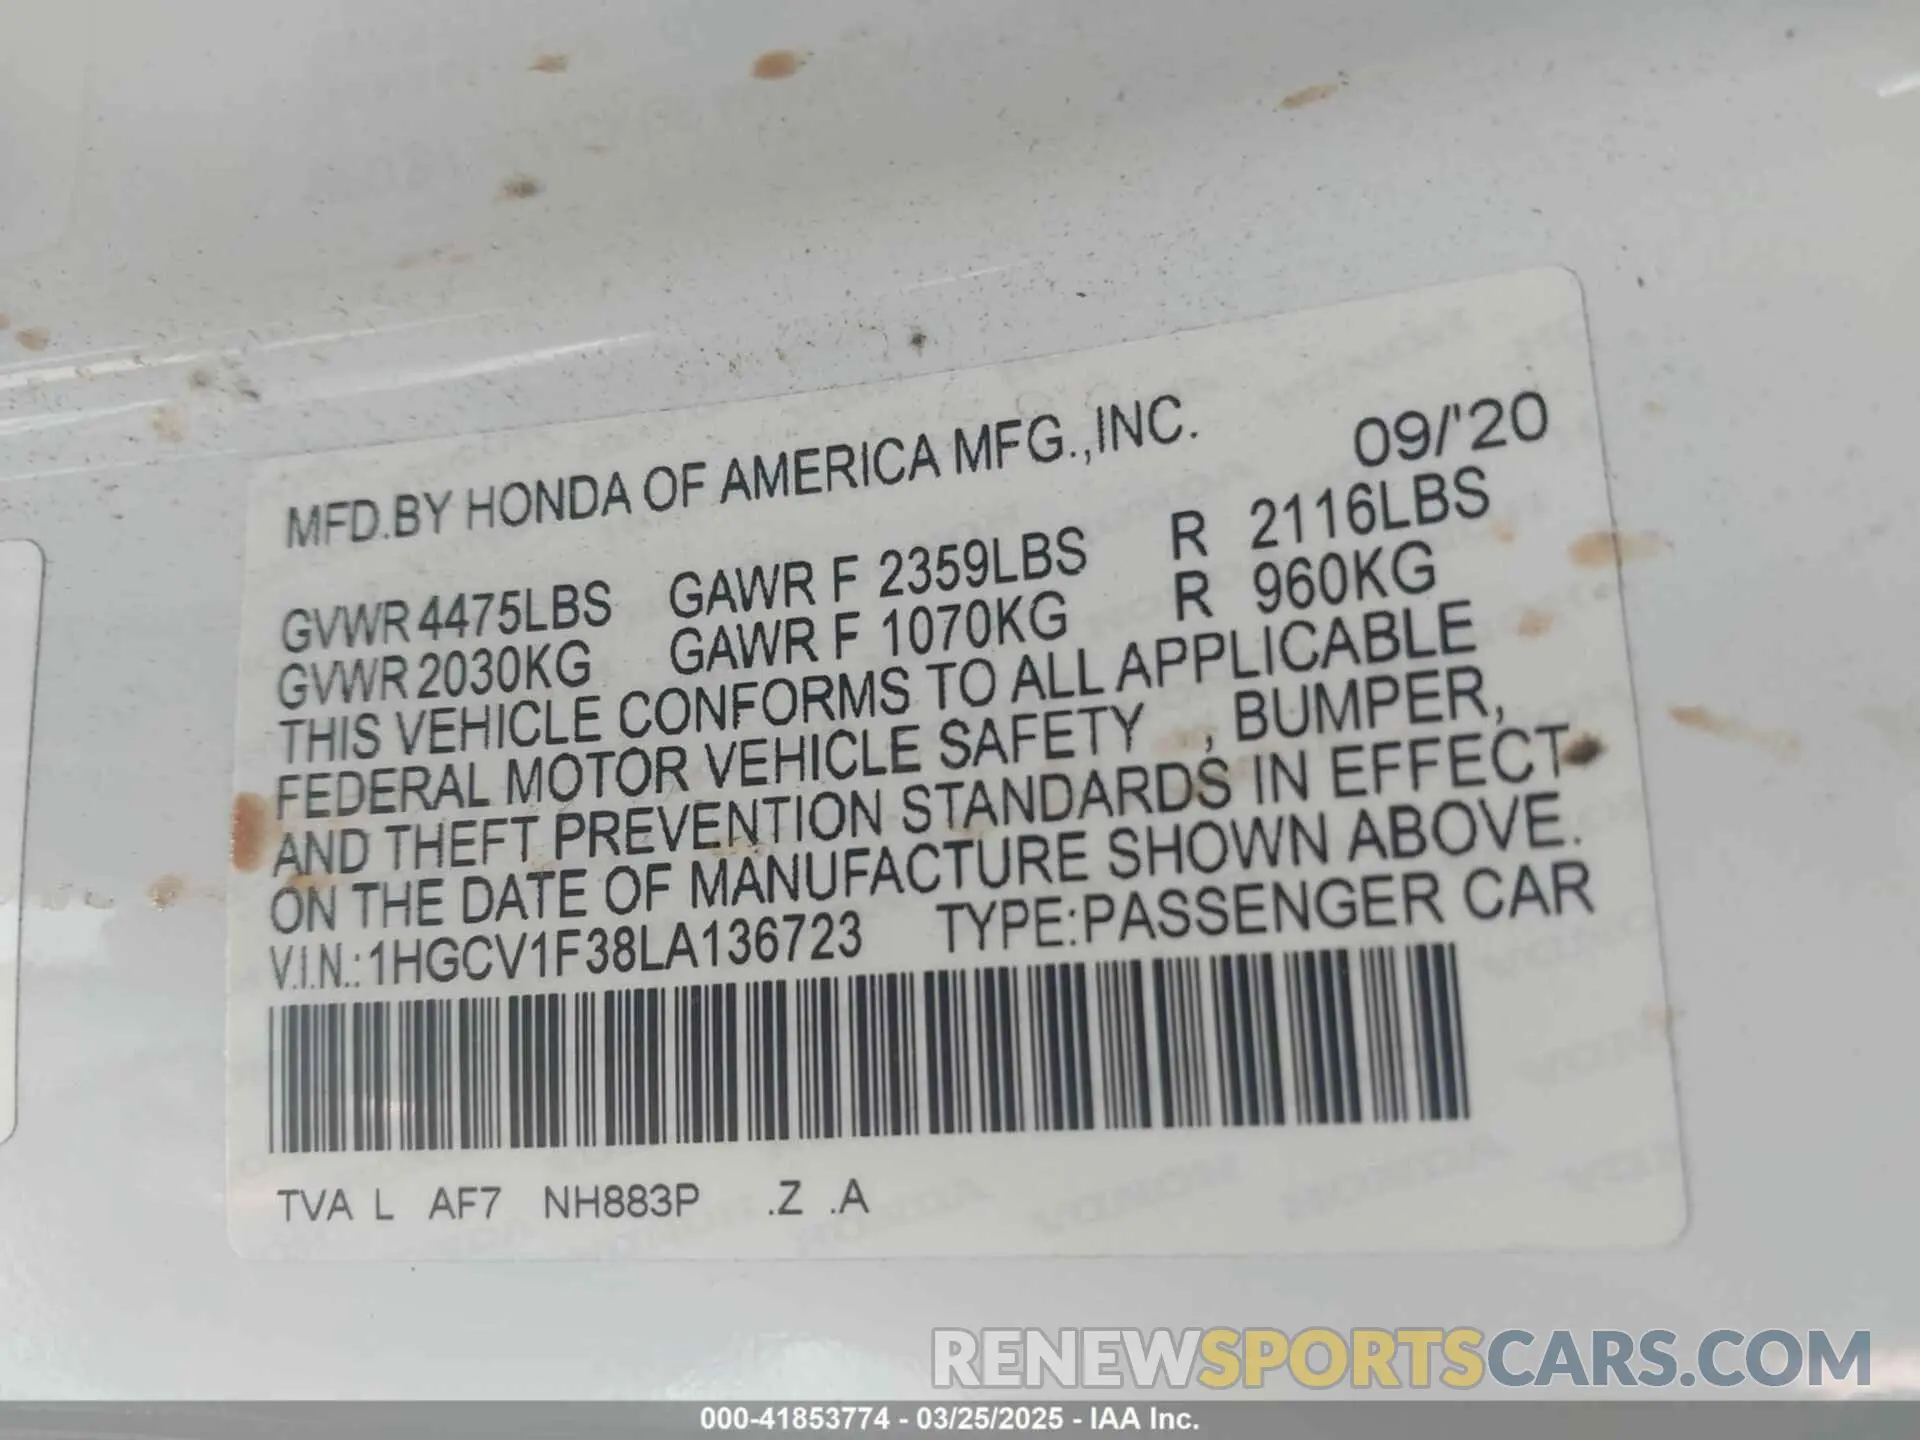 MFD.BY HONDA OF AMERICA MFG.,INC. 09/'20
GVWR 4475LBS GAWR F 2359LBS R 2116LBS
GVWR 2030KG GAWR F 1070KG R 960KG
THIS VEHICLE CONFORMS TO ALL APPLICABLE
FEDERAL MOTOR VEHICLE SAFETY , BUMPER,
AND THEFT PREVENTION STANDARDS IN EFFECT
ON THE DATE OF MANUFACTURE SHOWN ABOVE.
V.I.N.: 1HGCV1F38LA136723 TYPE:PASSENGER CAR
TVA L AF7 NH883P .Z .A
RENEWSPORTSCARS.COM
000-41853774 - 03/25/2025 - IAA Inc.